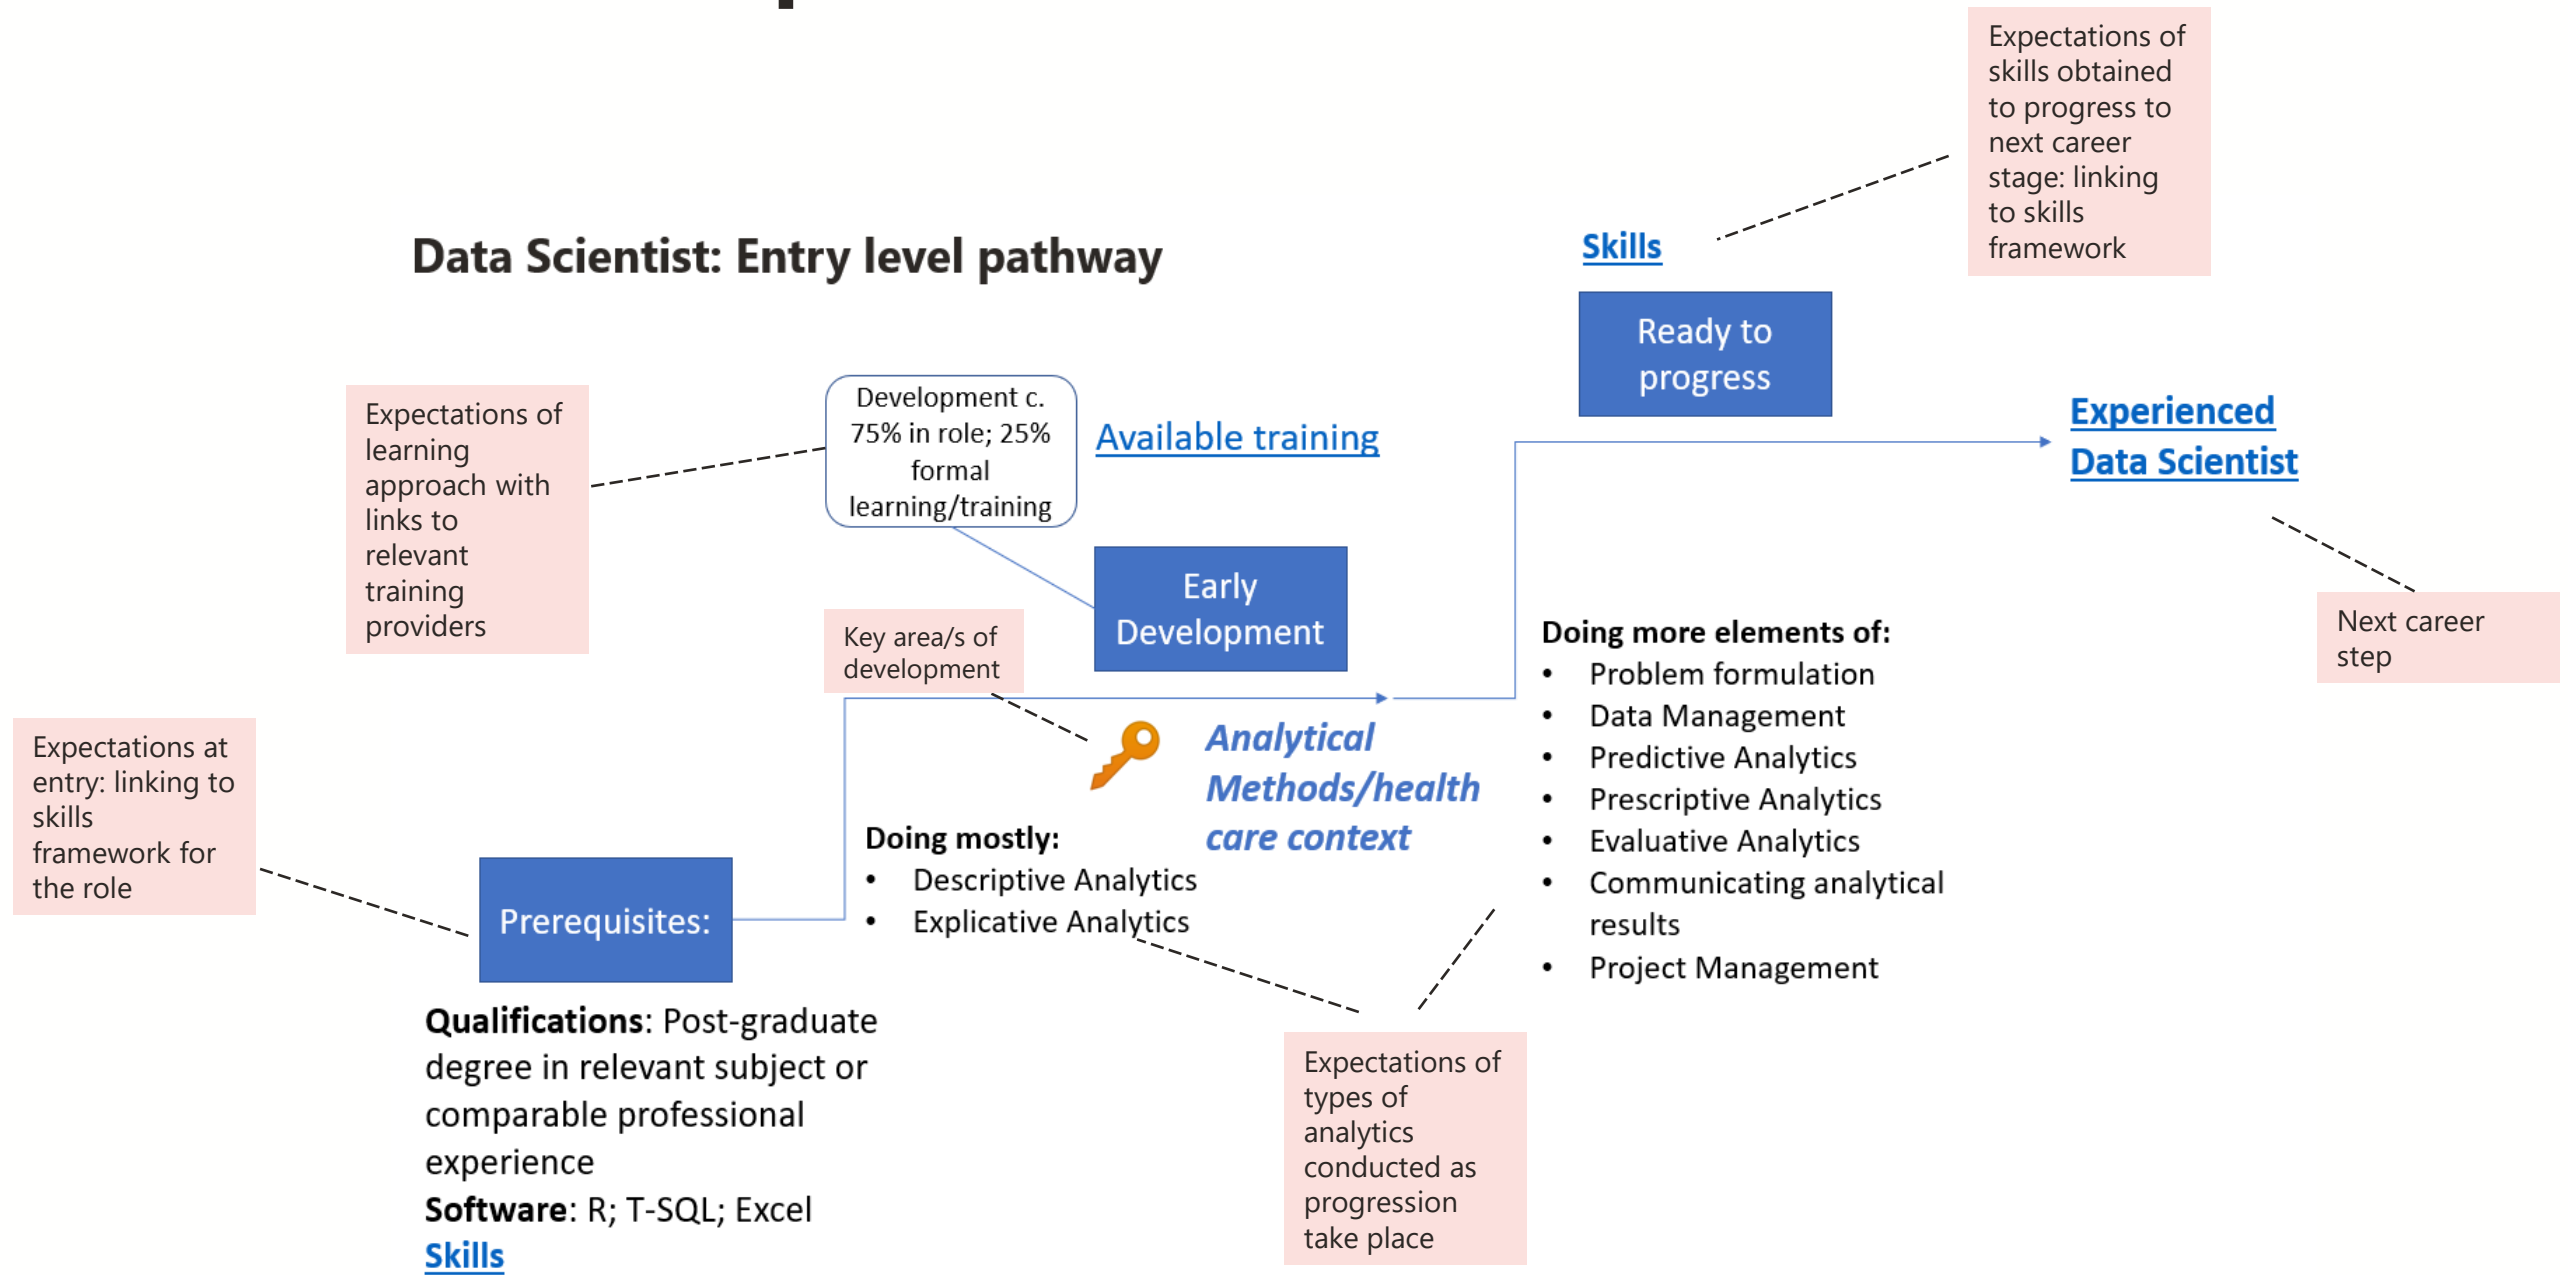 Expectations of
skills obtained
to progress to
next career
stage: linking
to skills
framework
Data Scientist: Entry level pathway
Skills
Ready to
progress
Expectations of
learning
approach with
links to
relevant
training
providers
Development c.
75% in role; 25%
formal
learning/training
Available training
Experienced
Data Scientist
Early
Development
Key area/s of
development
Next career
step
Expectations at
entry: linking to
skills
framework for
the role
Analytical
Methods/health
care context
Doing more elements of:
• Problem formulation
• Data Management
• Predictive Analytics
• Prescriptive Analytics
• Evaluative Analytics
• Communicating analytical
results
• Project Management
Doing mostly:
• Descriptive Analytics
• Explicative Analytics
Prerequisites:
Qualifications: Post-graduate
degree in relevant subject or
comparable professional
experience
Software: R; T-SQL; Excel
Skills
Expectations of
types of
analytics
conducted as
progression
take place